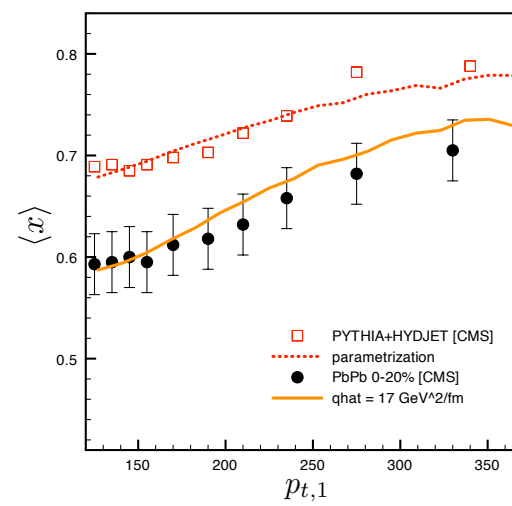 0.8
0.7
0.6
0.5
⟨x⟩
PYTHIA+HYDJET [CMS]
parametrization
PbPb 0-20% [CMS]
qhat = 17 GeV^2/fm
150 200 250 300 350
p_{t,1}